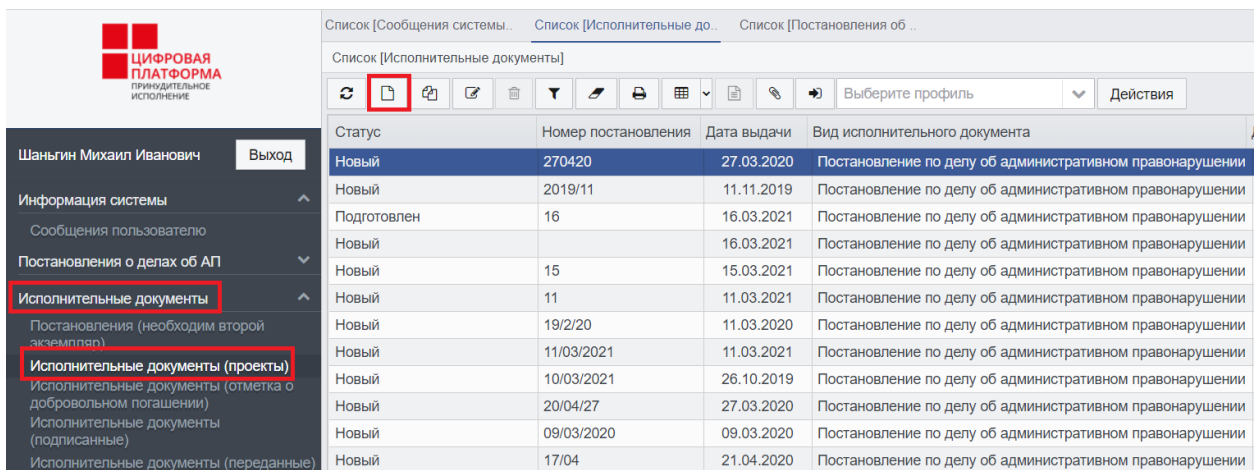 ЦИФРОВАЯ
ПЛАТФОРМА
ПРИНУДИТЕЛЬНОЕ
ИСПОЛНЕНИЕ
Шаньгин Михаил Иванович Выход
Информация системы
Сообщения пользователю
Постановления о делах об АП
Исполнительные документы
Постановления (необходим второй
экземпляр)
Исполнительные документы (проекты)
Исполнительные документы (отметка о
добровольном погашении)
Исполнительные документы
(подписанные)
Исполнительные документы (переданные)
Список [Сообщения системы.. Список [Исполнительные до.. Список [Постановления об ..
Список [Исполнительные документы]
Выберите профиль Действия
Статус Номер постановления Дата выдачи Вид исполнительного документа
Новый 270420 27.03.2020 Постановление по делу об административном правонарушении
Новый 2019/11 11.11.2019 Постановление по делу об административном правонарушении
Подготовлен 16 16.03.2021 Постановление по делу об административном правонарушении
Новый 16.03.2021 Постановление по делу об административном правонарушении
Новый 15 15.03.2021 Постановление по делу об административном правонарушении
Новый 11 11.03.2021 Постановление по делу об административном правонарушении
Новый 19/2/20 11.03.2020 Постановление по делу об административном правонарушении
Новый 11/03/2021 11.03.2021 Постановление по делу об административном правонарушении
Новый 10/03/2021 26.10.2019 Постановление по делу об административном правонарушении
Новый 20/04/27 27.03.2020 Постановление по делу об административном правонарушении
Новый 09/03/2020 09.03.2020 Постановление по делу об административном правонарушении
Новый 17/04 21.04.2020 Постановление по делу об административном правонарушении